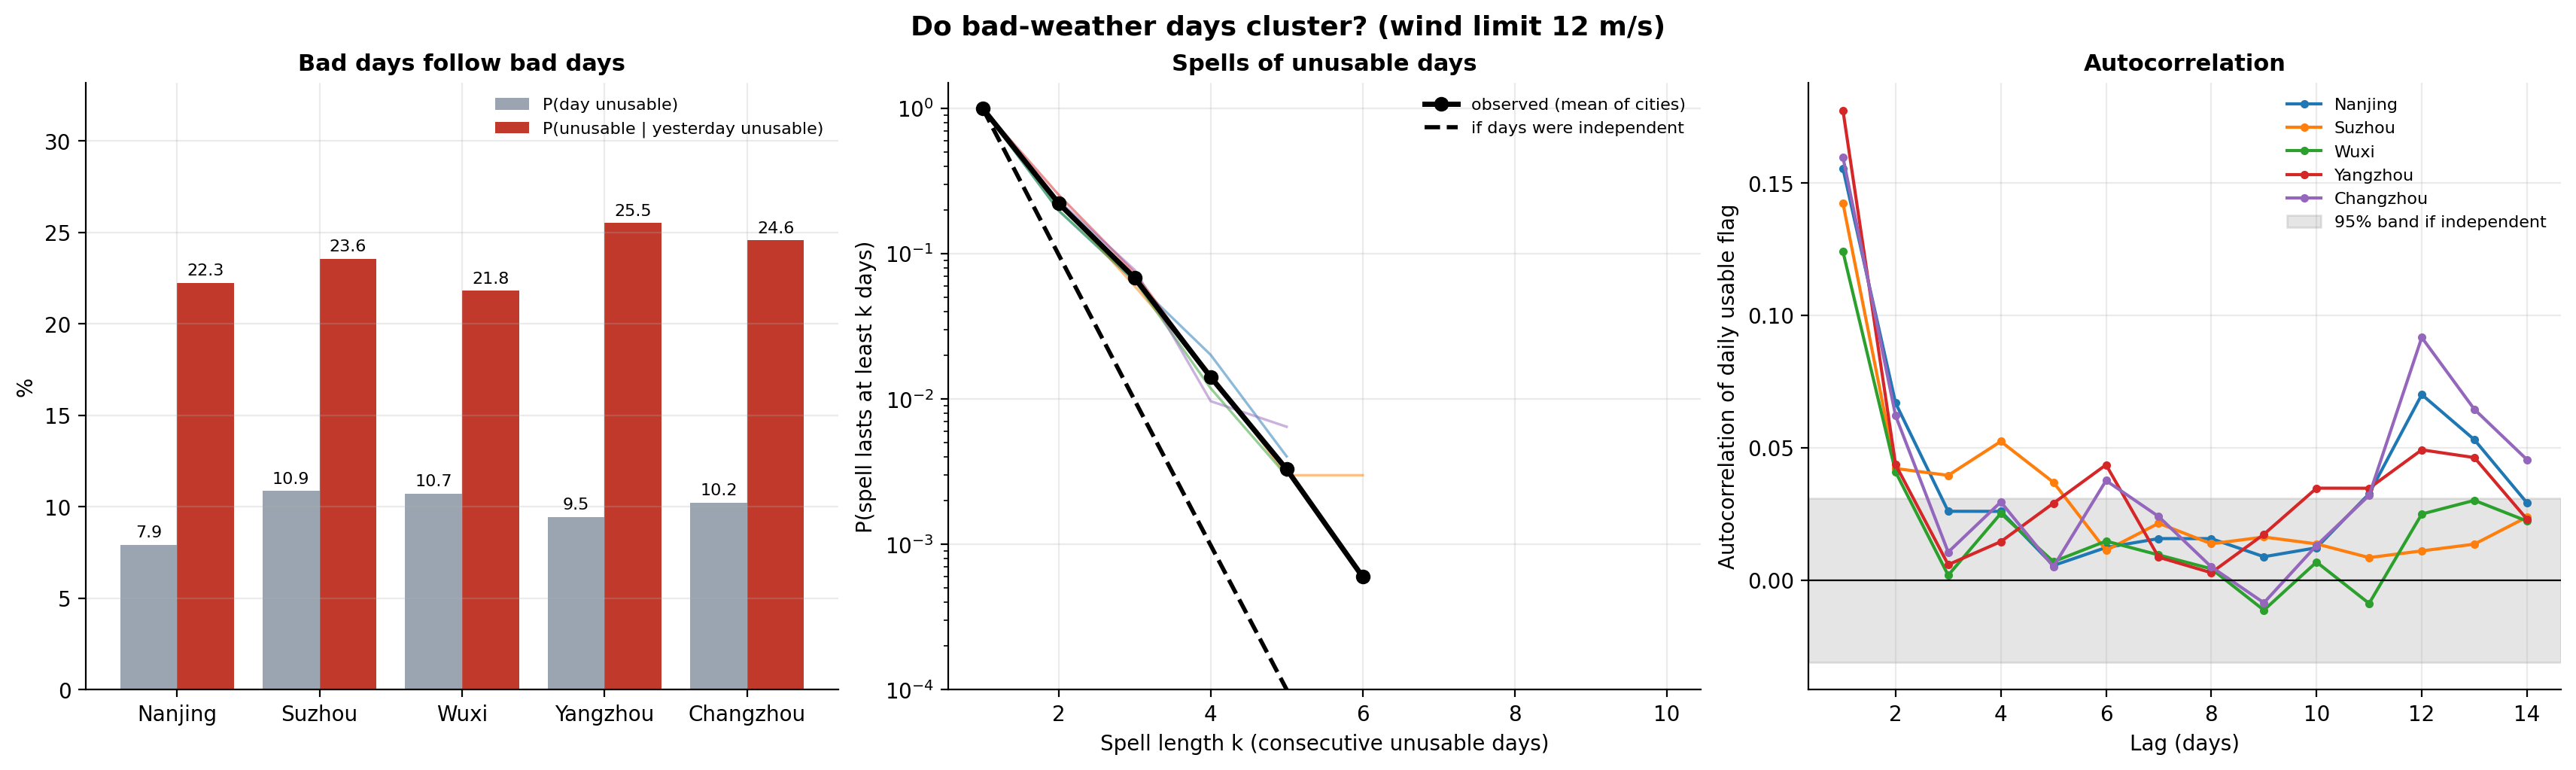 Do bad-weather days cluster? (wind limit 12 m/s)
Bad days follow bad days
P(day unusable)
P(unusable | yesterday unusable)
%
30
25
20
15
10
5
0
7.9
22.3
10.9
23.6
10.7
21.8
9.5
25.5
10.2
24.6
Nanjing
Suzhou
Wuxi
Yangzhou
Changzhou
Spells of unusable days
observed (mean of cities)
if days were independent
P(spell lasts at least k days)
10⁰
10⁻¹
10⁻²
10⁻³
10⁻⁴
2
4
6
8
10
Spell length k (consecutive unusable days)
Autocorrelation
Nanjing
Suzhou
Wuxi
Yangzhou
Changzhou
95% band if independent
Autocorrelation of daily usable flag
0.15
0.10
0.05
0.00
2
4
6
8
10
12
14
Lag (days)